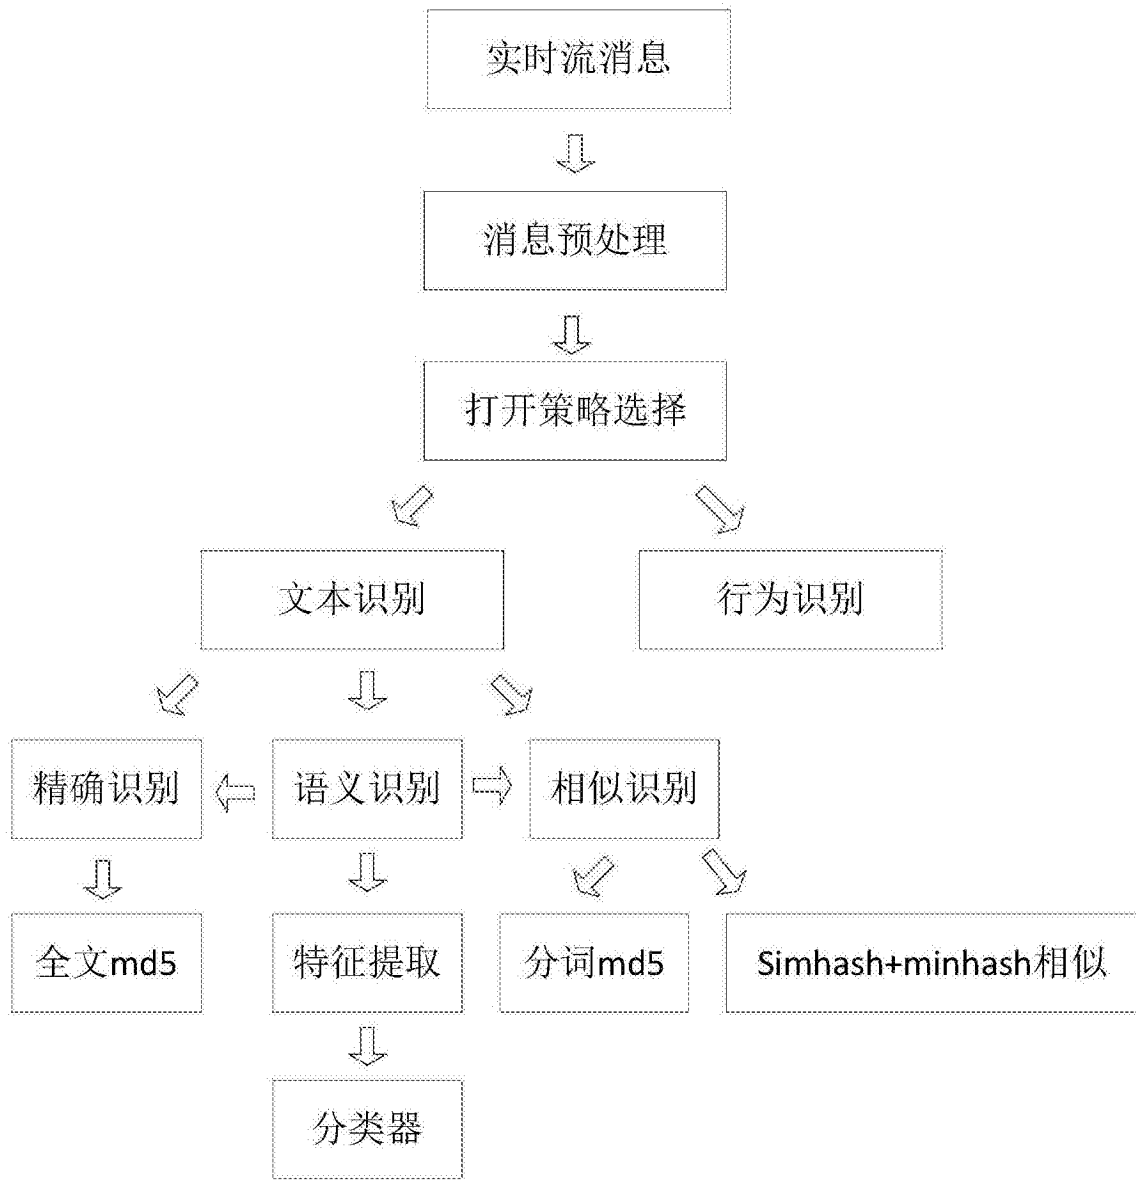 实时流消息
消息预处理
打开策略选择
文本识别
行为识别
精确识别
语义识别
相似识别
全文md5
特征提取
分词md5
Simhash+minhash相似
分类器